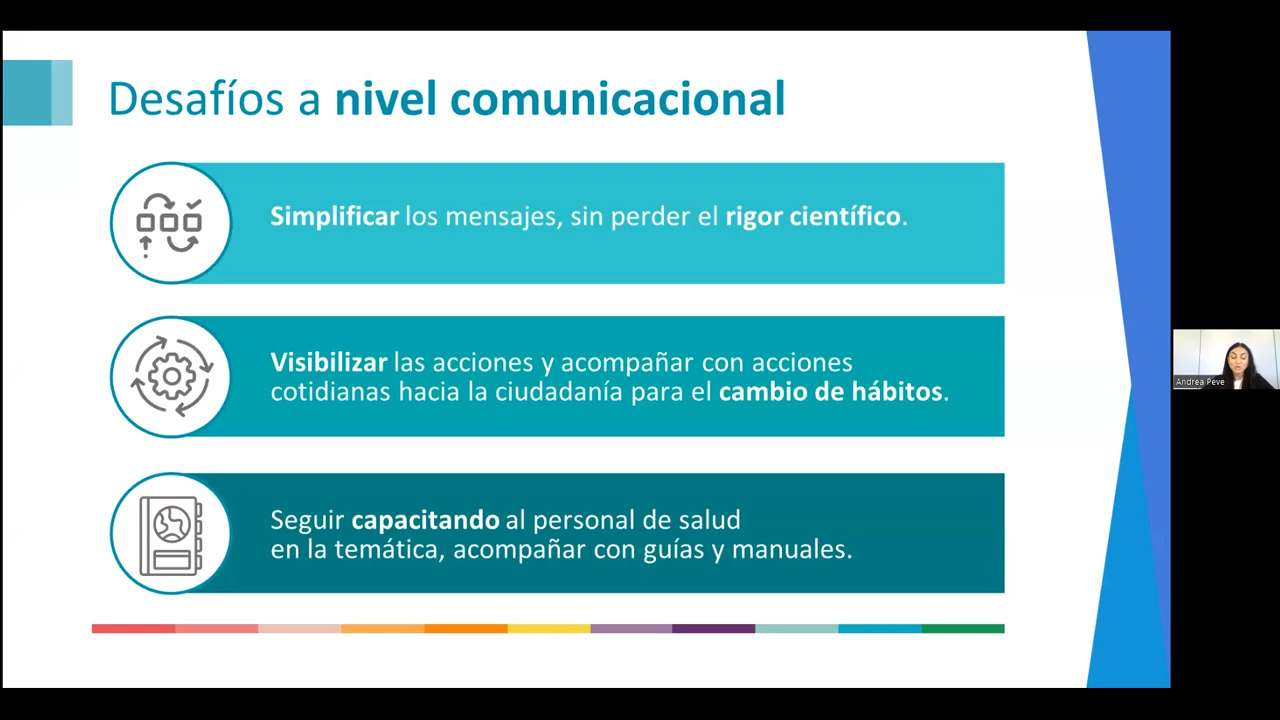 Desafíos a nivel comunicacional
Simplificar los mensajes, sin perder el rigor científico.
Visibilizar las acciones y acompañar con acciones
cotidianas hacia la ciudadanía para el cambio de hábitos.
Seguir capacitando al personal de salud
en la temática, acompañar con guías y manuales.
Andrea Peve